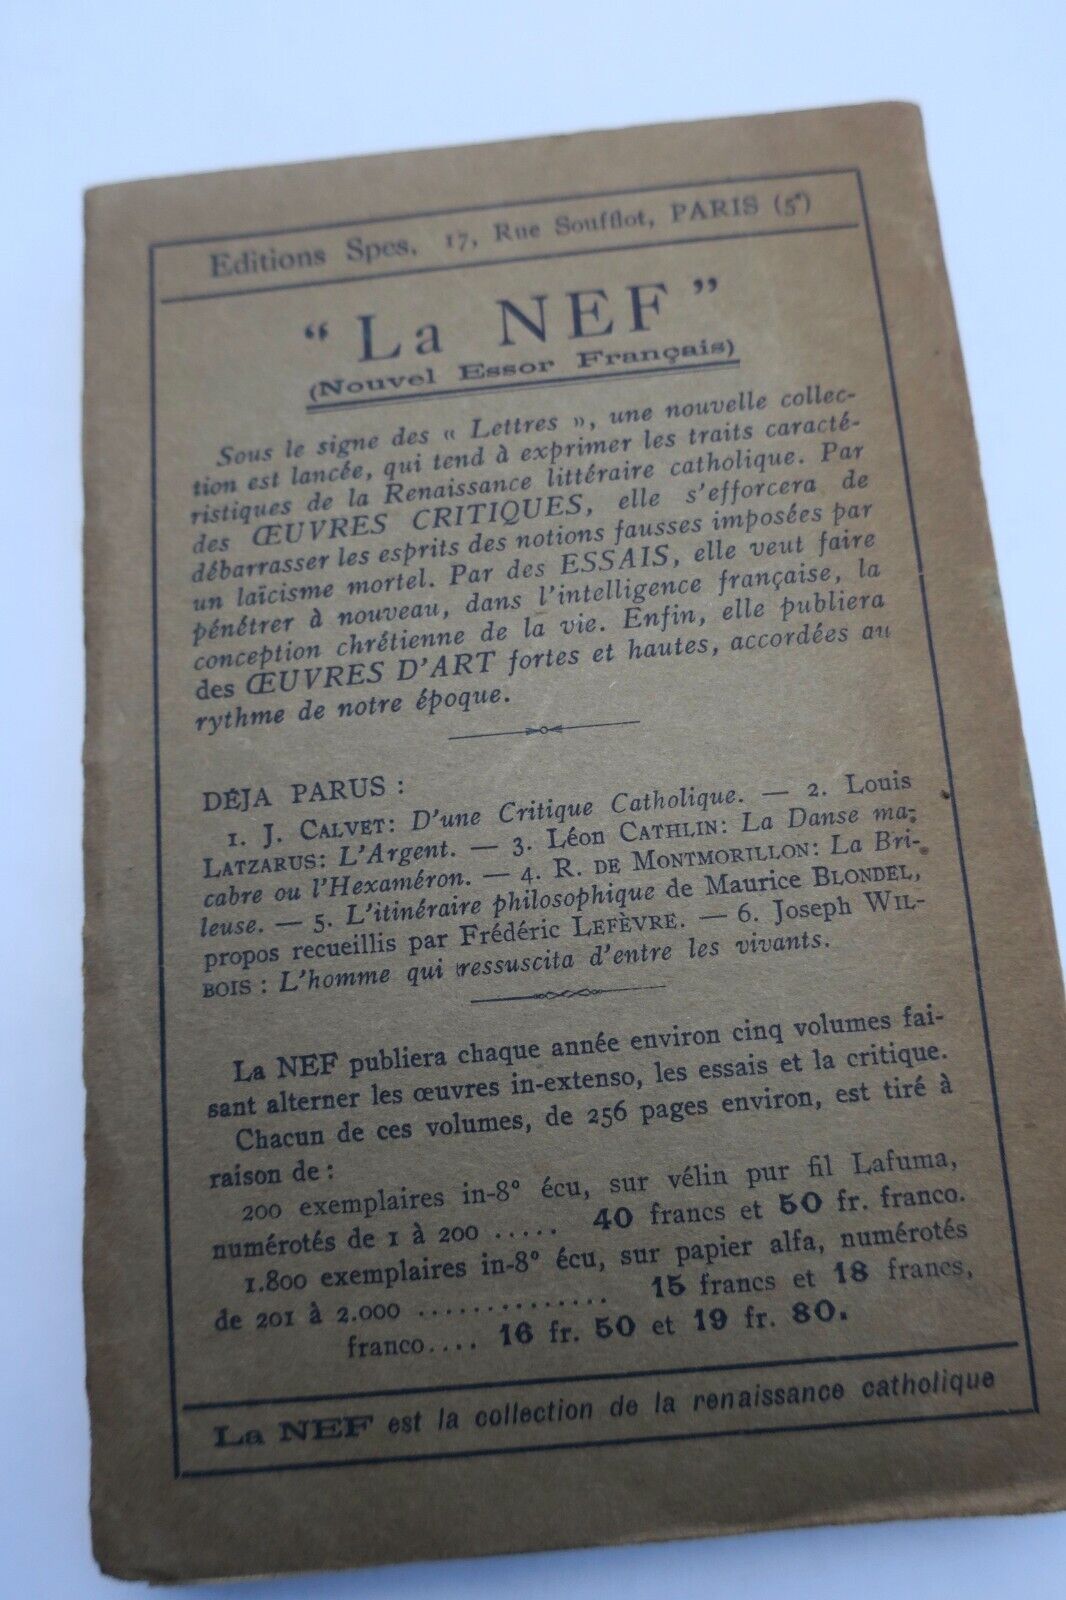 Editions Spes, 17, Rue Soufflot, PARIS (5e)
“ La NEF ”
(Nouvel Essor Français)
Sous le signe des « Lettres », une nouvelle collec-
tion est lancée, qui tend à exprimer les traits caracté-
ristiques de la Renaissance littéraire catholique. Par
des ŒUVRES CRITIQUES, elle s'efforcera de
débarrasser les esprits des notions fausses imposées par
un laïcisme mortel. Par des ESSAIS, elle veut faire
pénétrer à nouveau, dans l'intelligence française, la
conception chrétienne de la vie. Enfin, elle publiera
des ŒUVRES D'ART fortes et hautes, accordées au
rythme de notre époque.
DÉJA PARUS :
1. J. CALVET: D'une Critique Catholique. — 2. Louis
LATZARUS: L'Argent. — 3. Léon CATHLIN: La Danse ma-
cabre ou l'Hexaméron. — 4. R. DE MONTMORILLON: La Bri-
leuse. — 5. L'itinéraire philosophique de Maurice BLONDEL,
propos recueillis par Frédéric LEFÈVRE. — 6. Joseph WIL-
BOIS : L'homme qui ressuscita d'entre les vivants.
La NEF publiera chaque année environ cinq volumes fai-
sant alterner les œuvres in-extenso, les essais et la critique.
Chacun de ces volumes, de 256 pages environ, est tiré à
raison de :
200 exemplaires in-8° écu, sur vélin pur fil Lafuma,
numérotés de 1 à 200 ..... 40 francs et 50 fr. franco.
1.800 exemplaires in-8° écu, sur papier alfa, numérotés
de 201 à 2.000 .............. 15 francs et 18 francs,
franco.... 16 fr. 50 et 19 fr. 80.
La NEF est la collection de la renaissance catholique